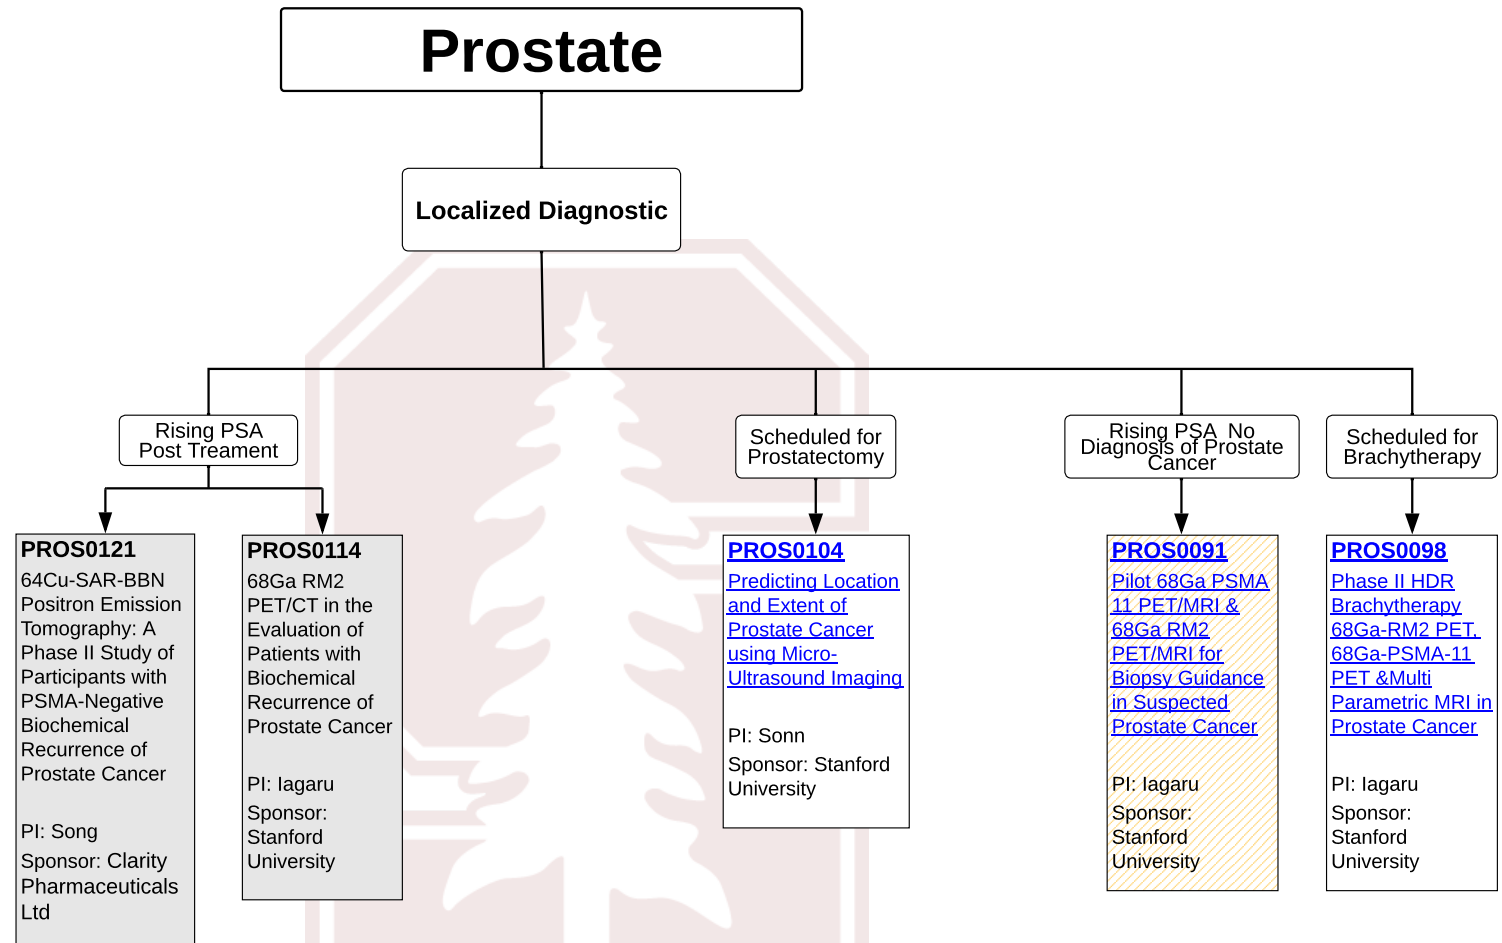 Prostate
Localized Diagnostic
Rising PSA
Post Treament
Scheduled for
Prostatectomy
Rising PSA  No
Diagnosis of Prostate
Cancer
Scheduled for
Brachytherapy
PROS0121
64Cu-SAR-BBN
Positron Emission
Tomography: A
Phase II Study of
Participants with
PSMA-Negative
Biochemical
Recurrence of
Prostate Cancer
PI: Song
Sponsor: Clarity
Pharmaceuticals
Ltd
PROS0114
68Ga RM2
PET/CT in the
Evaluation of
Patients with
Biochemical
Recurrence of
Prostate Cancer
PI: Iagaru
Sponsor:
Stanford
University
PROS0104
Predicting Location
and Extent of
Prostate Cancer
using Micro-
Ultrasound Imaging
PI: Sonn
Sponsor: Stanford
University
PROS0091
Pilot 68Ga PSMA
11 PET/MRI &
68Ga RM2
PET/MRI for
Biopsy Guidance
in Suspected
Prostate Cancer
PI: Iagaru
Sponsor:
Stanford
University
PROS0098
Phase II HDR
Brachytherapy
68Ga-RM2 PET,
68Ga-PSMA-11
PET &Multi
Parametric MRI in
Prostate Cancer
PI: Iagaru
Sponsor:
Stanford
University